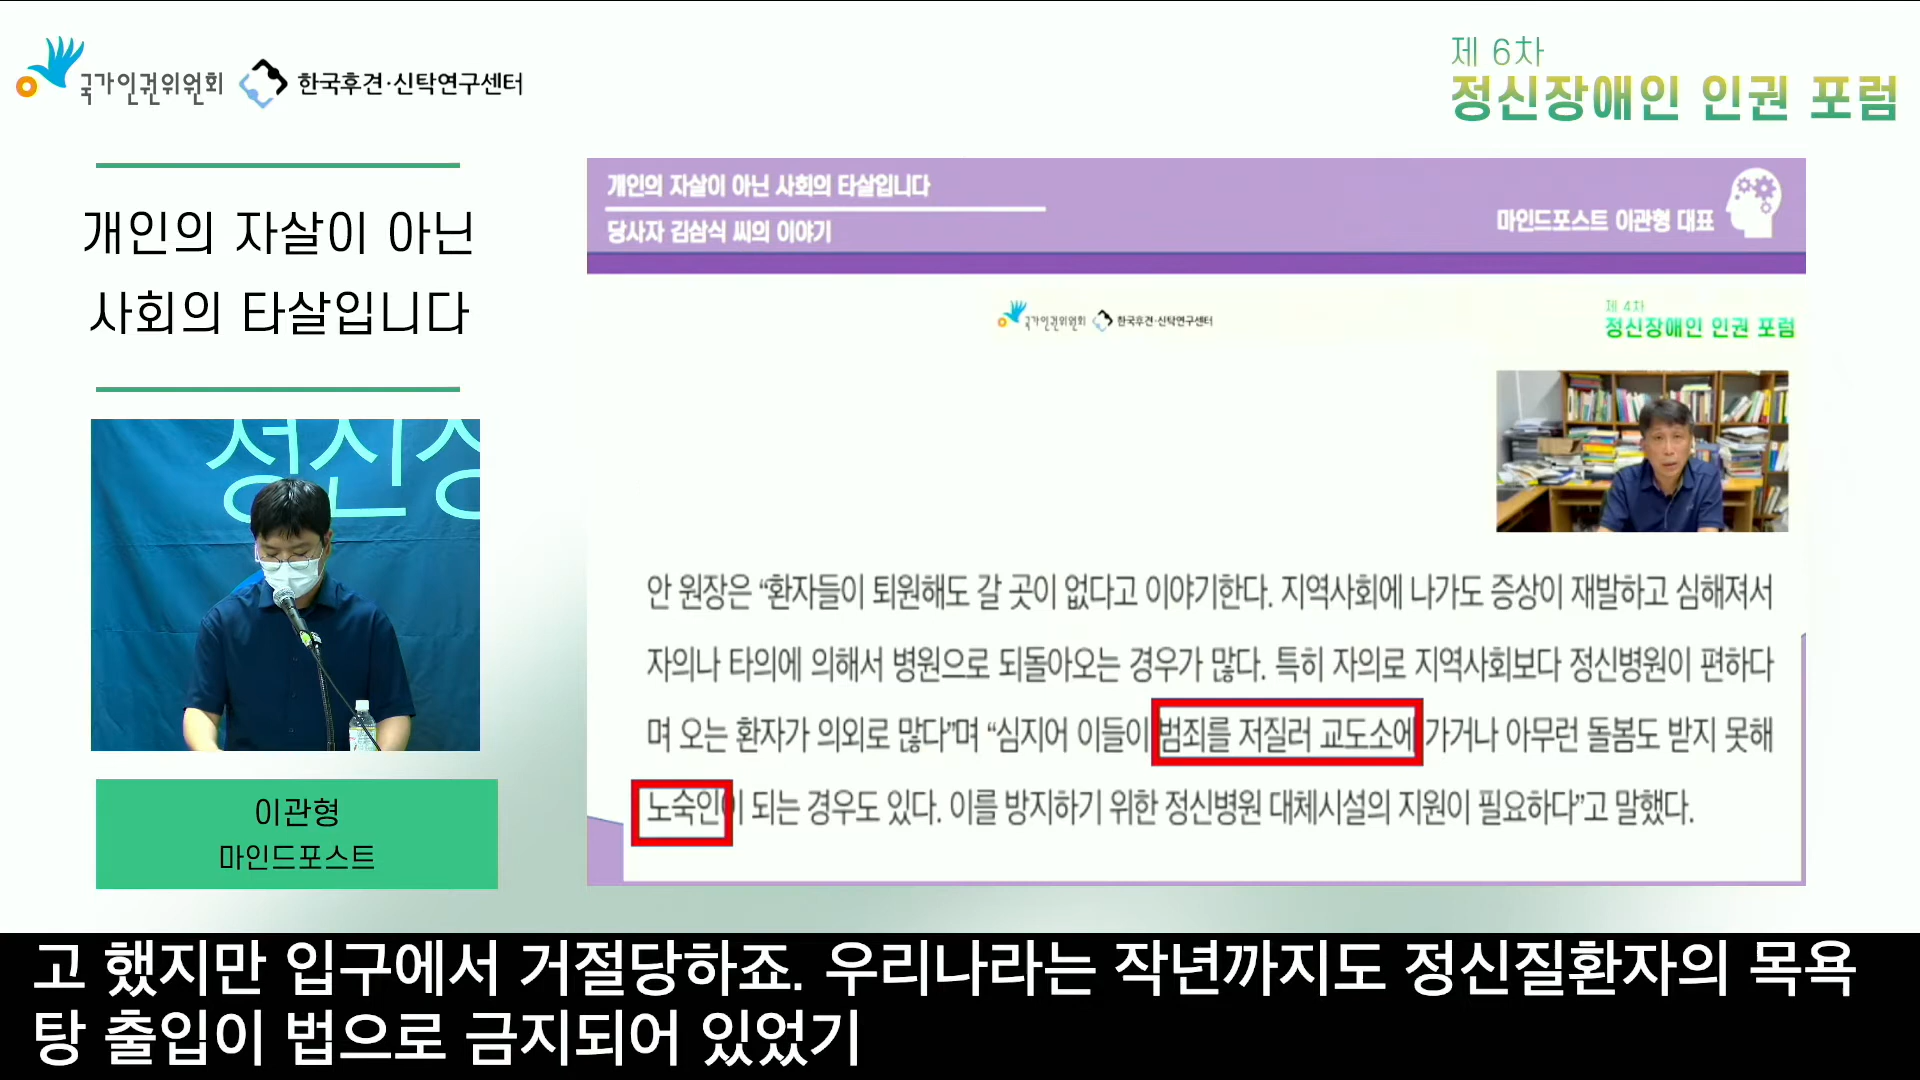 국가인권위원회
한국후견·신탁연구센터
제 6차
정신장애인 인권 포럼
개인의 자살이 아닌
사회의 타살입니다
정신장
이관형
마인드포스트
개인의 자살이 아닌 사회의 타살입니다
당사자 김삼식 씨의 이야기
마인드포스트 이관형 대표
국가인권위원회
한국후견·신탁연구센터
제 4차
정신장애인 인권 포럼
안 원장은 “환자들이 퇴원해도 갈 곳이 없다고 이야기한다. 지역사회에 나가도 증상이 재발하고 심해져서
자의나 타의에 의해서 병원으로 되돌아오는 경우가 많다. 특히 자의로 지역사회보다 정신병원이 편하다
며 오는 환자가 의외로 많다”며 “심지어 이들이 범죄를 저질러 교도소에 가거나 아무런 돌봄도 받지 못해
노숙인이 되는 경우도 있다. 이를 방지하기 위한 정신병원 대체시설의 지원이 필요하다”고 말했다.
고 했지만 입구에서 거절당하죠. 우리나라는 작년까지도 정신질환자의 목욕
탕 출입이 법으로 금지되어 있었기